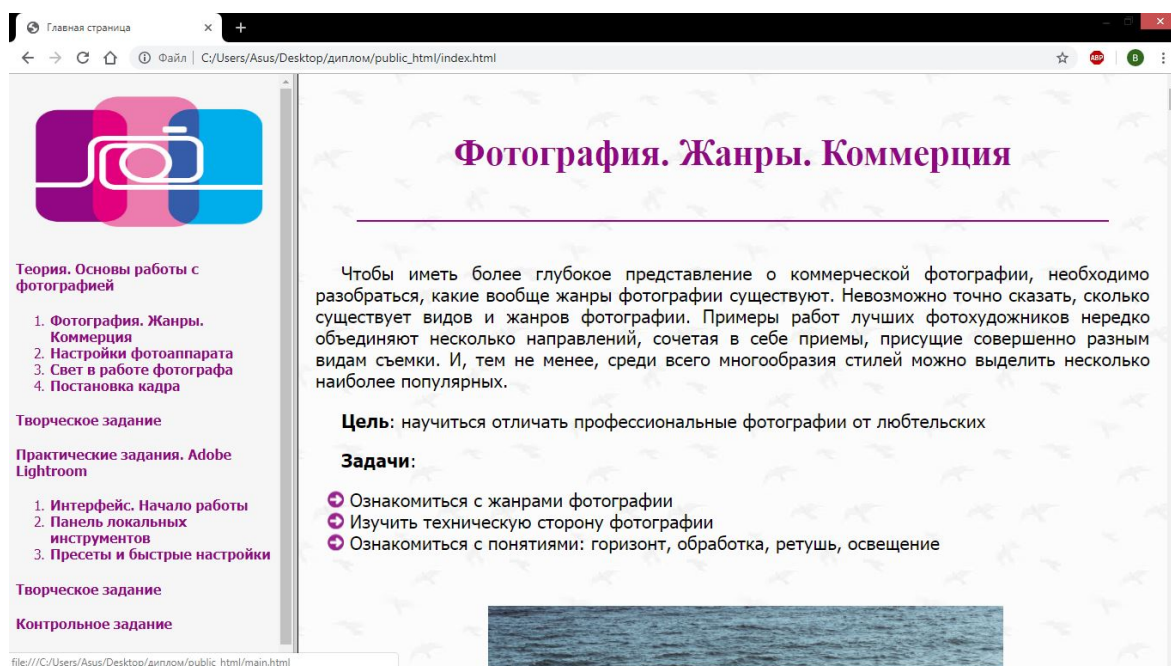 Главная страница
Файл | C:/Users/Asus/Desktop/диплом/public_html/index.html
ABP
B
Теория. Основы работы с
фотографией
1. Фотография. Жанры.
Коммерция
2. Настройки фотоаппарата
3. Свет в работе фотографа
4. Постановка кадра
Творческое задание
Практические задания. Adobe
Lightroom
1. Интерфейс. Начало работы
2. Панель локальных
инструментов
3. Пресеты и быстрые настройки
Творческое задание
Контрольное задание
file:///C:/Users/Asus/Desktop/диплом/public_html/main.html
Фотография. Жанры. Коммерция
Чтобы иметь более глубокое представление о коммерческой фотографии, необходимо
разобраться, какие вообще жанры фотографии существуют. Невозможно точно сказать, сколько
существует видов и жанров фотографии. Примеры работ лучших фотохудожников нередко
объединяют несколько направлений, сочетая в себе приемы, присущие совершенно разным
видам съемки. И, тем не менее, среди всего многообразия стилей можно выделить несколько
наиболее популярных.
Цель: научиться отличать профессиональные фотографии от любтельских
Задачи:
Ознакомиться с жанрами фотографии
Изучить техническую сторону фотографии
Ознакомиться с понятиями: горизонт, обработка, ретушь, освещение